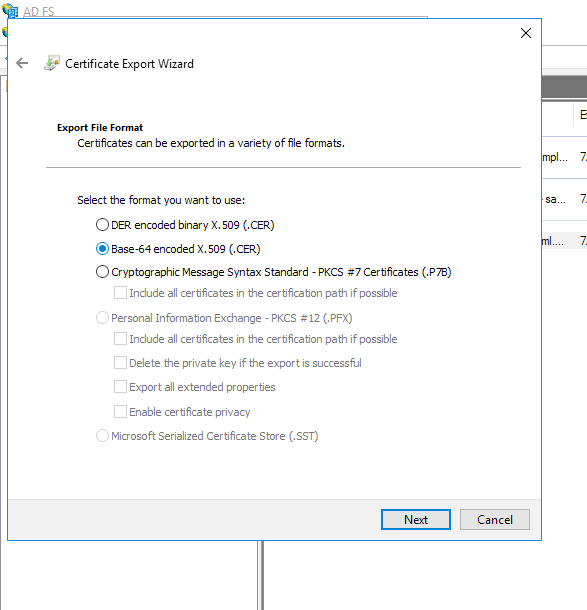 AD FS
Certificate Export Wizard
Export File Format
Certificates can be exported in a variety of file formats.
Select the format you want to use:
DER encoded binary X.509 (.CER)
Base-64 encoded X.509 (.CER)
Cryptographic Message Syntax Standard - PKCS #7 Certificates (.P7B)
Include all certificates in the certification path if possible
Personal Information Exchange - PKCS #12 (.PFX)
Include all certificates in the certification path if possible
Delete the private key if the export is successful
Export all extended properties
Enable certificate privacy
Microsoft Serialized Certificate Store (.SST)
Next
Cancel
E
mpl...
7.
sa...
7.
ml....
7.